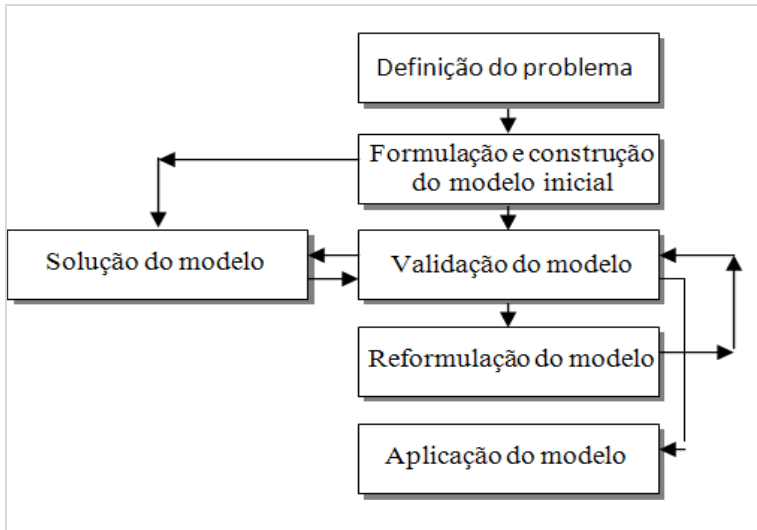 Definição do problema
Formulação e construção
do modelo inicial
Solução do modelo
Validação do modelo
Reformulação do modelo
Aplicação do modelo